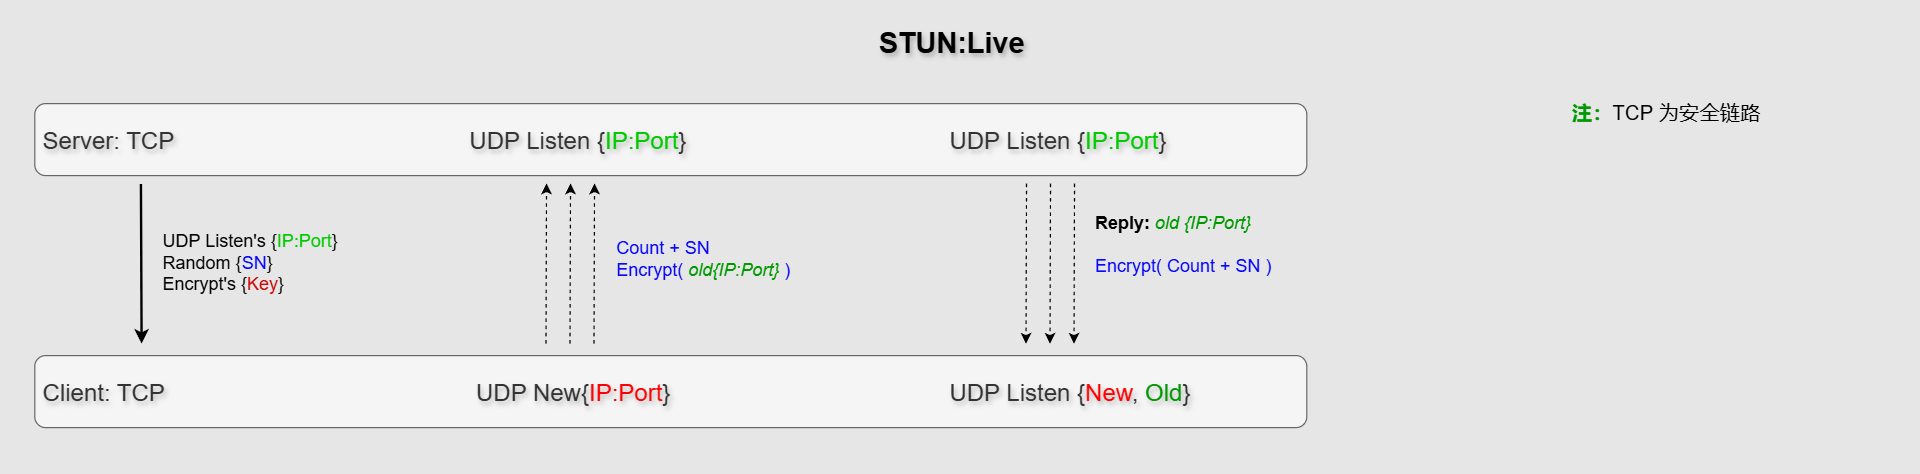 STUN:Live
注：TCP 为安全链路
Server: TCP
UDP Listen {IP:Port}
UDP Listen {IP:Port}
UDP Listen's {IP:Port}
Random {SN}
Encrypt's {Key}
Count + SN
Encrypt( old{IP:Port} )
Reply: old {IP:Port}
Encrypt( Count + SN )
Client: TCP
UDP New{IP:Port}
UDP Listen {New, Old}